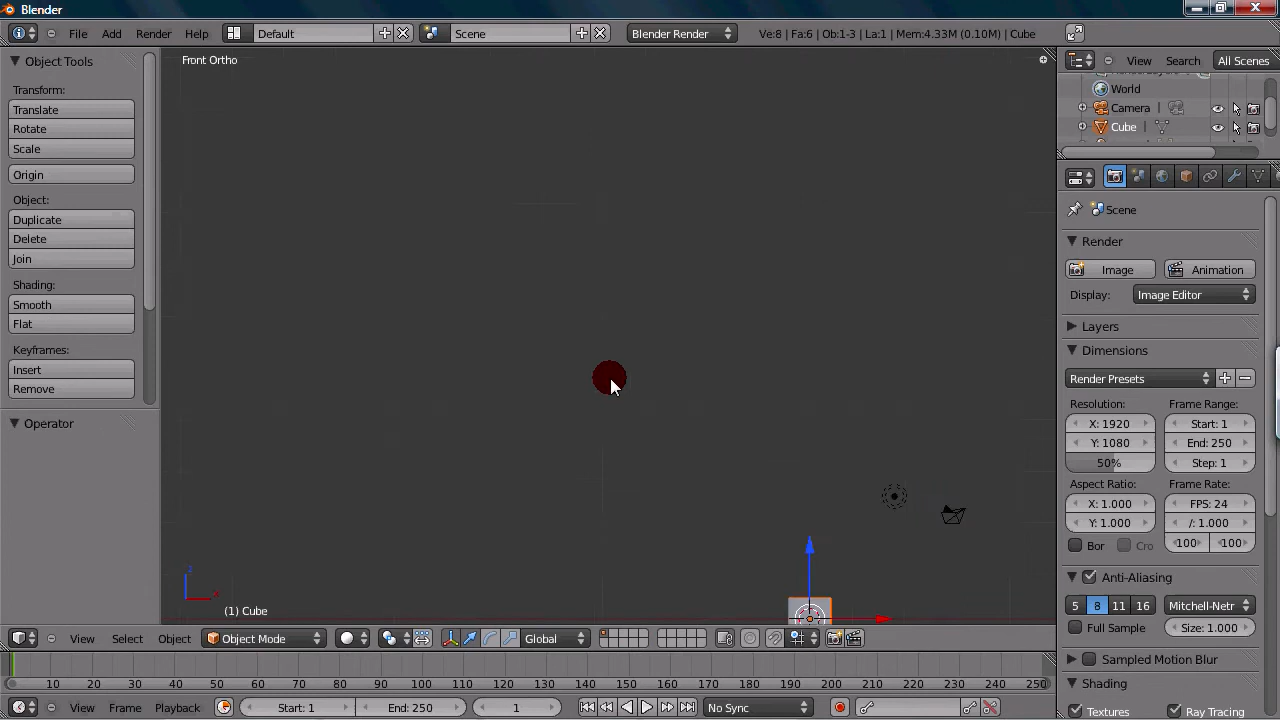 Blender
File Add Render Help Default Scene Blender Render Ve:8 | Fa:6 | Ob:1-3 | La:1 | Mem:4.33M (0.10M) | Cube
Object Tools
Transform:
Translate
Rotate
Scale
Origin
Object:
Duplicate
Delete
Join
Shading:
Smooth
Flat
Keyframes:
Insert
Remove
Operator
Front Ortho
(1) Cube
View Select Object Object Mode Global
0 10 20 30 40 50 60 70 80 90 100 110 120 130 140 150 160 170 180 190 200 210 220 230 240 250
View Frame Playback Start: 1 End: 250 1 No Sync
View Search All Scenes
World
Camera
Cube
Scene
Render
Image Animation
Display: Image Editor
Layers
Dimensions
Render Presets
Resolution: Frame Range:
X: 1920 Start: 1
Y: 1080 End: 250
50% Step: 1
Aspect Ratio: Frame Rate:
X: 1.000 FPS: 24
Y: 1.000 /: 1.000
Bor Cro 100 100
Anti-Aliasing
5 8 11 16 Mitchell-Netr
Full Sample Size: 1.000
Sampled Motion Blur
Shading
Textures Ray Tracing